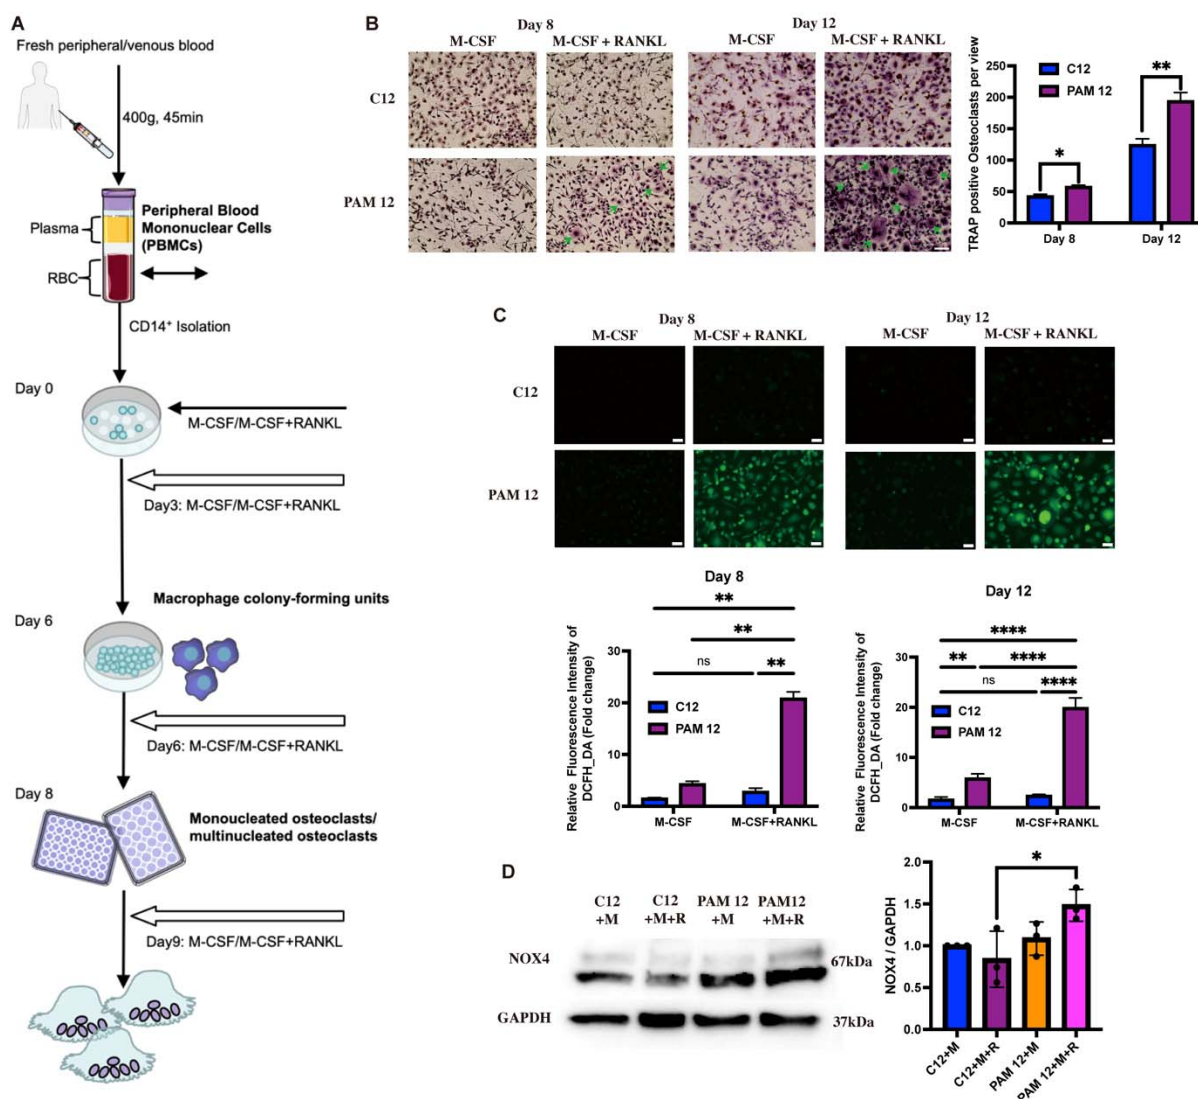 A
Fresh peripheral/venous blood
400g, 45min
Plasma
RBC
Peripheral Blood
Mononuclear Cells
(PBMCs)
CD14⁺ Isolation
Day 0
M-CSF/M-CSF+RANKL
Day3: M-CSF/M-CSF+RANKL
Macrophage colony-forming units
Day 6
Day6: M-CSF/M-CSF+RANKL
Day 8
Monoucleated osteoclasts/
multinucleated osteoclasts
Day9: M-CSF/M-CSF+RANKL
B
Day 8
Day 12
M-CSF
M-CSF + RANKL
M-CSF
M-CSF + RANKL
C12
PAM 12
TRAP positive Osteoclasts per view
250
200
150
100
50
0
C12
PAM 12
*
**
Day 8
Day 12
C
Day 8
Day 12
M-CSF
M-CSF + RANKL
M-CSF
M-CSF + RANKL
C12
PAM 12
Day 8
Relative Fluorescence Intensity of
DCFH_DA (Fold change)
30
20
10
0
**
**
ns
**
C12
PAM 12
M-CSF
M-CSF+RANKL
Day 12
Relative Fluorescence Intensity of
DCFH_DA (Fold change)
30
20
10
0
****
**
****
ns
****
C12
PAM 12
M-CSF
M-CSF+RANKL
D
C12
+M
C12
+M+R
PAM 12
+M
PAM12
+M+R
NOX4
67kDa
GAPDH
37kDa
NOX4 / GAPDH
2.0
1.5
1.0
0.5
0.0
*
C12+M
C12+M+R
PAM 12+M
PAM 12+M+R